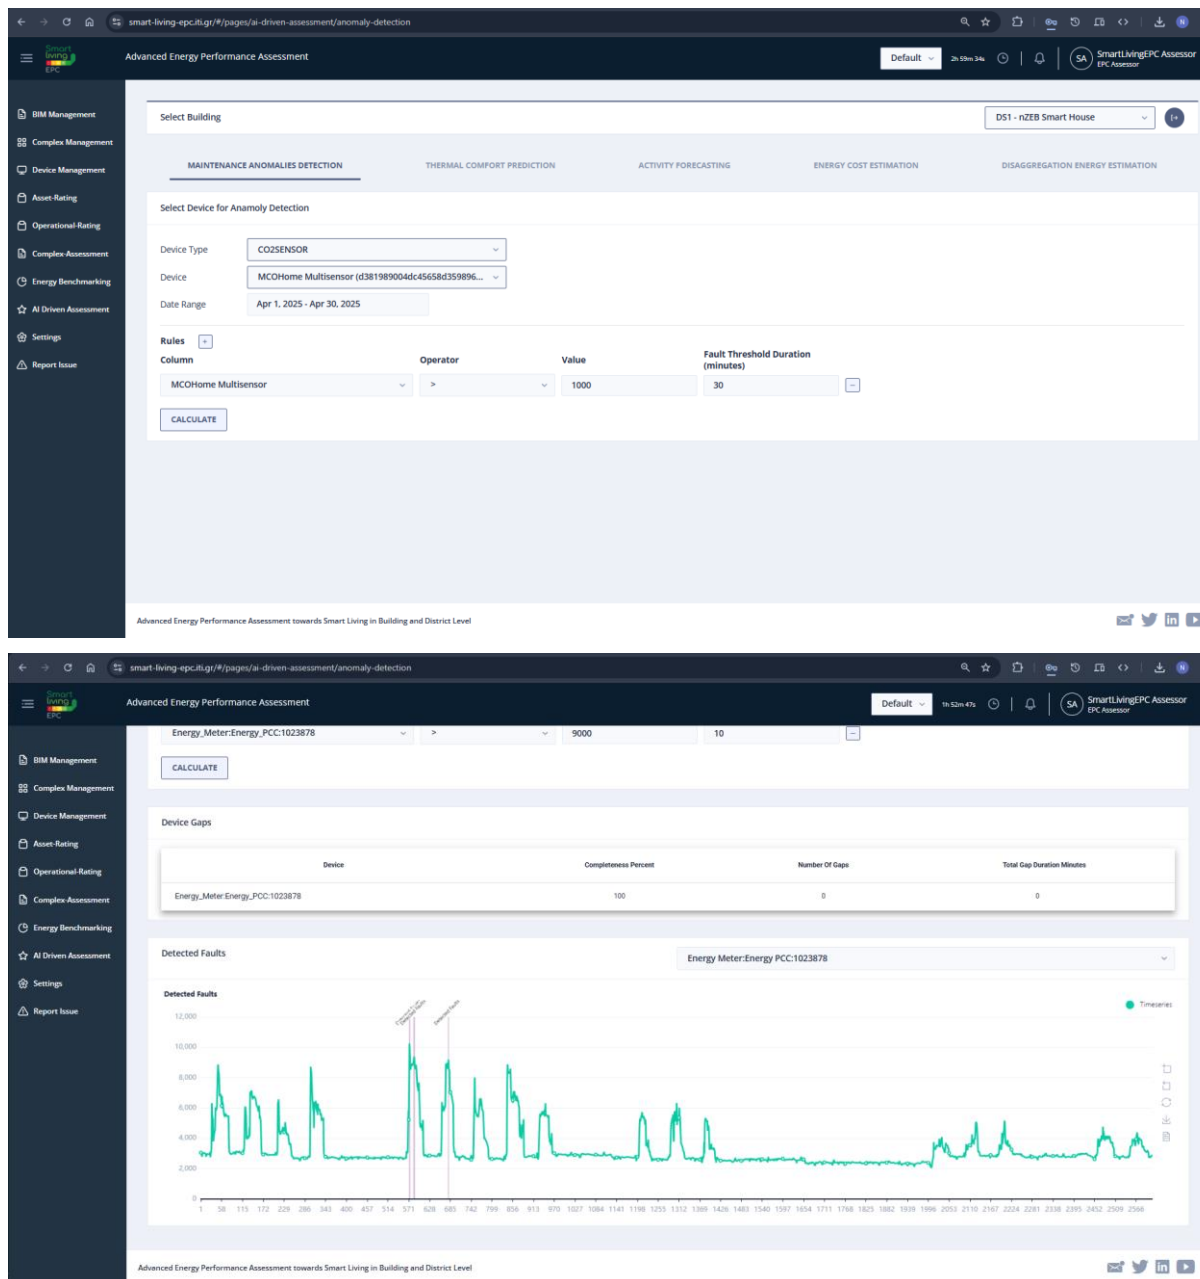 smart-living-epc.iti.gr/#/pages/ai-driven-assessment/anomaly-detection
Smart living EPC
Advanced Energy Performance Assessment
Default
2h 59m 34s
SA
SmartLivingEPC Assessor
EPC Assessor
BIM Management
Complex Management
Device Management
Asset-Rating
Operational-Rating
Complex-Assessment
Energy Benchmarking
AI Driven Assessment
Settings
Report Issue
Select Building
DS1 - nZEB Smart House
MAINTENANCE ANOMALIES DETECTION THERMAL COMFORT PREDICTION ACTIVITY FORECASTING ENERGY COST ESTIMATION DISAGGREGATION ENERGY ESTIMATION
Select Device for Anamoly Detection
Device Type CO2SENSOR
Device MCOHome Multisensor (d381989004dc45658d359896...
Date Range Apr 1, 2025 - Apr 30, 2025
Rules +
Column Operator Value Fault Threshold Duration (minutes)
MCOHome Multisensor > 1000 30 −
CALCULATE
Advanced Energy Performance Assessment towards Smart Living in Building and District Level
smart-living-epc.iti.gr/#/pages/ai-driven-assessment/anomaly-detection
Smart living EPC
Advanced Energy Performance Assessment
Default
1h 52m 47s
SA
SmartLivingEPC Assessor
EPC Assessor
BIM Management
Complex Management
Device Management
Asset-Rating
Operational-Rating
Complex-Assessment
Energy Benchmarking
AI Driven Assessment
Settings
Report Issue
Energy_Meter:Energy_PCC:1023878 > 9000 10 −
CALCULATE
Device Gaps
Device Completeness Percent Number Of Gaps Total Gap Duration Minutes
Energy_Meter:Energy_PCC:1023878 100 0 0
Detected Faults
Energy Meter:Energy PCC:1023878
Detected Faults
Timeseries
Detected Faults
Detected Faults
12,000
10,000
8,000
6,000
4,000
2,000
0
1 58 115 172 229 286 343 400 457 514 571 628 685 742 799 856 913 970 1027 1084 1141 1198 1255 1312 1369 1426 1483 1540 1597 1654 1711 1768 1825 1882 1939 1996 2053 2110 2167 2224 2281 2338 2395 2452 2509 2566
Advanced Energy Performance Assessment towards Smart Living in Building and District Level